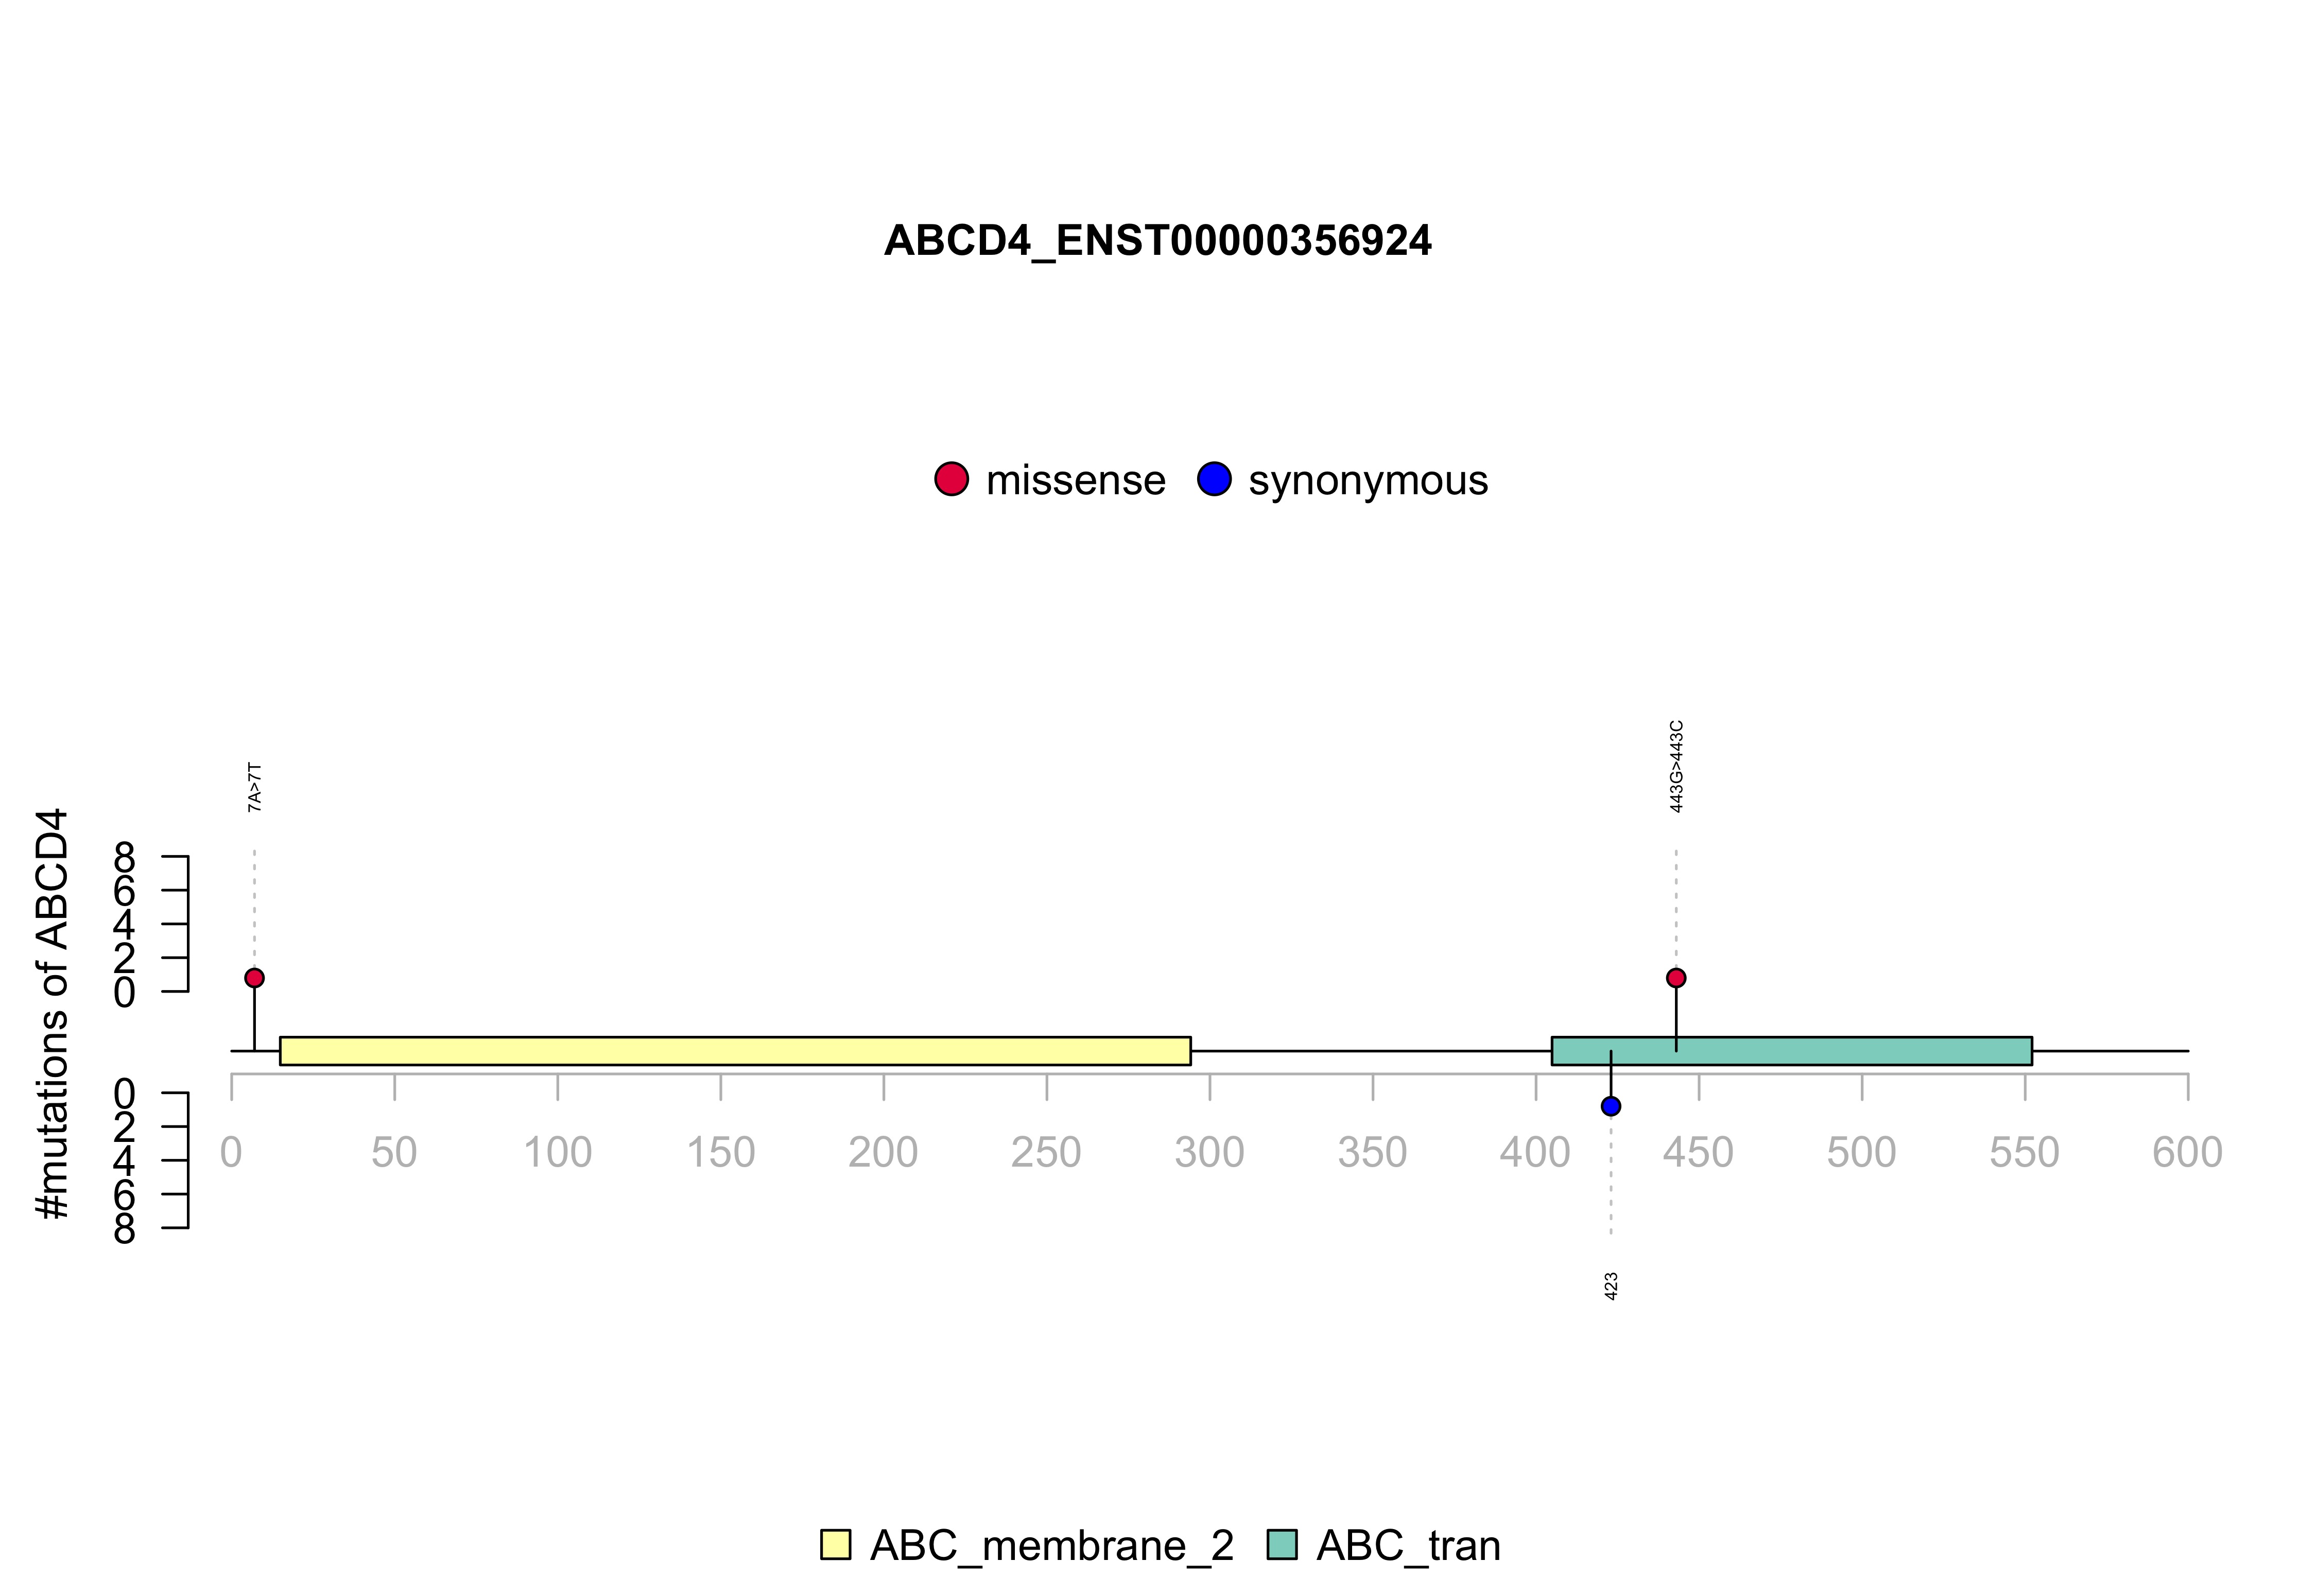 ABCD4_ENST00000356924
missense synonymous
7A>7T
443G>443C
#mutations of ABCD4
8
6
4
2
0
0
2
4
6
8
0 50 100 150 200 250 300 350 400 450 500 550 600
423
ABC_membrane_2 ABC_tran